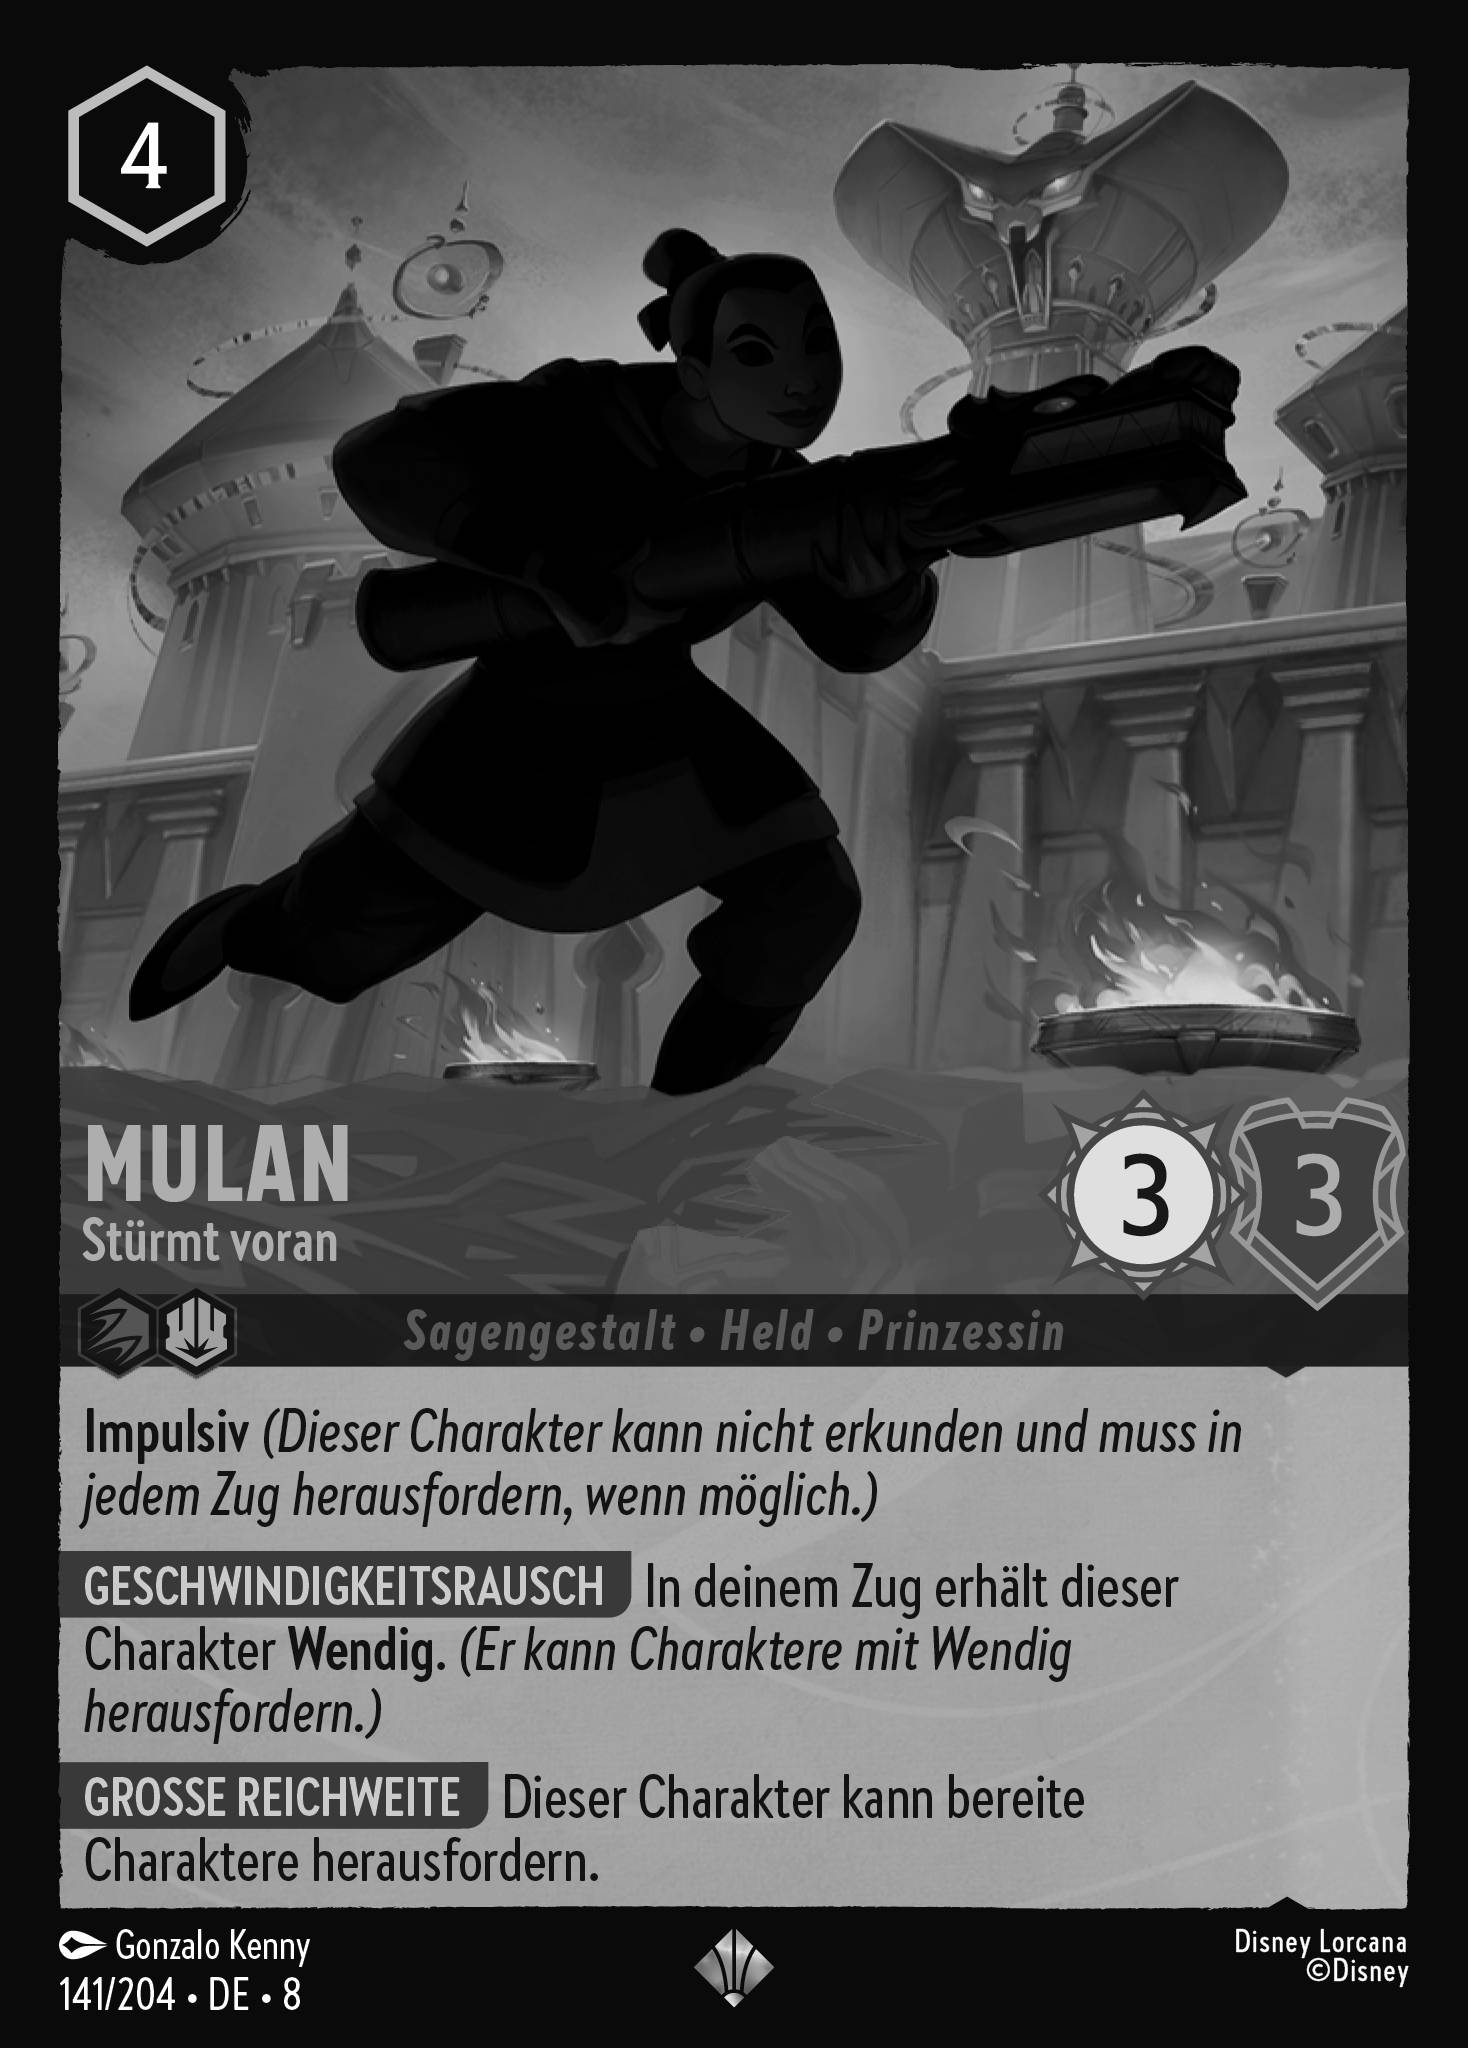 4
MULAN
Stürmt voran
3 3
Sagengestalt • Held • Prinzessin
Impulsiv (Dieser Charakter kann nicht erkunden und muss in
jedem Zug herausfordern, wenn möglich.)
GESCHWINDIGKEITSRAUSCH In deinem Zug erhält dieser
Charakter Wendig. (Er kann Charaktere mit Wendig
herausfordern.)
GROSSE REICHWEITE Dieser Charakter kann bereite
Charaktere herausfordern.
Gonzalo Kenny
141/204 • DE • 8
Disney Lorcana
©Disney